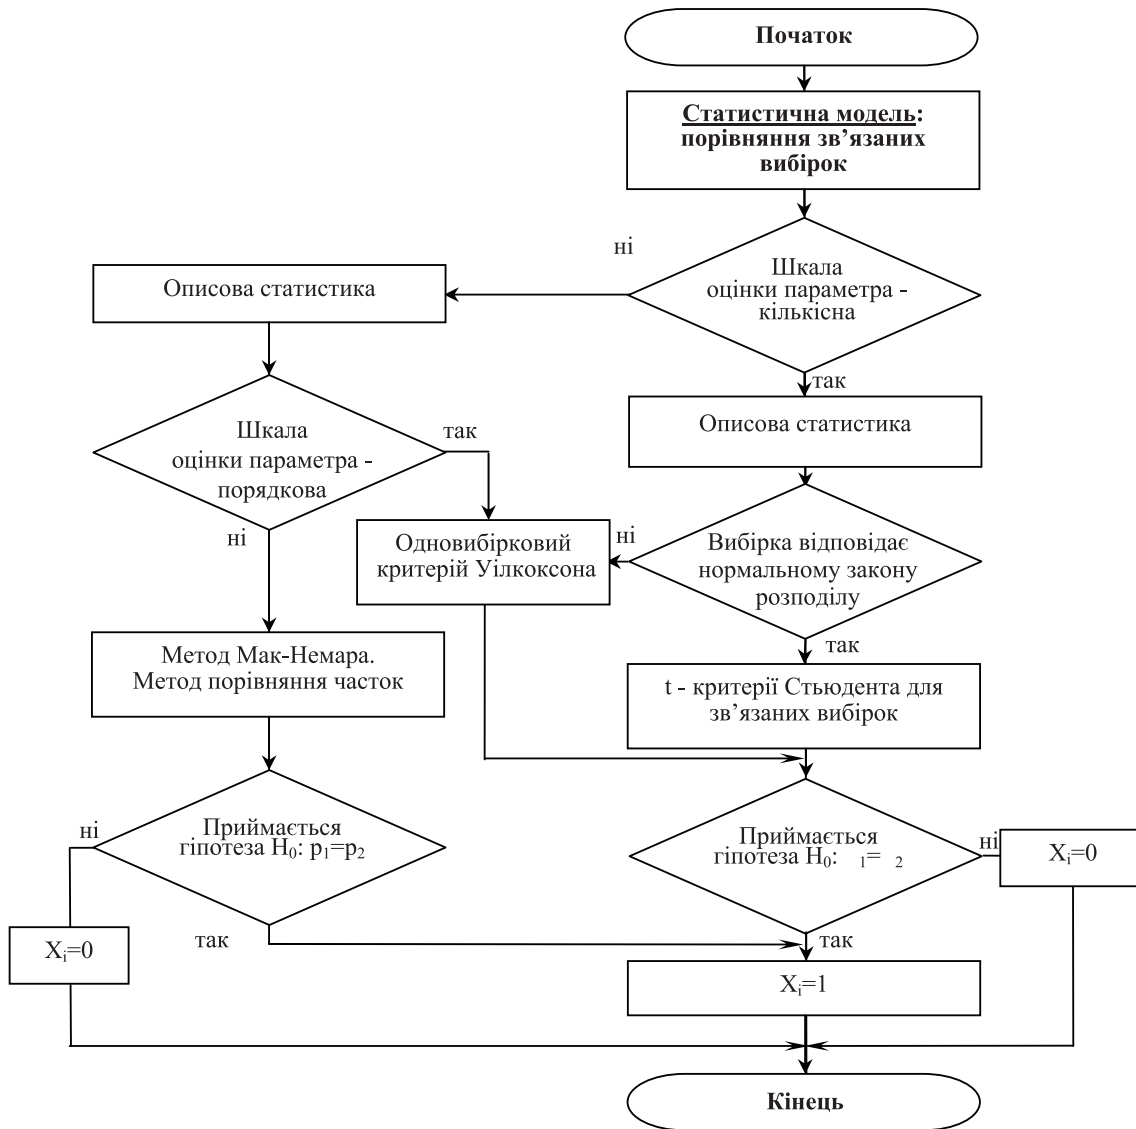 Початок
Статистична модель:
порівняння зв’язаних
вибірок
ні
Шкала
оцінки параметра -
кількісна
так
Описова статистика
Шкала
оцінки параметра -
порядкова
так
ні
Описова статистика
Одновибірковий
критерій Уілкоксона
ні
Вибірка відповідає
нормальному закону
розподілу
так
Метод Мак-Немара.
Метод порівняння часток
t - критерії Стьюдента для
зв’язаних вибірок
ні
Приймається
гіпотеза H₀: p₁=p₂
так
Xᵢ=0
Приймається
гіпотеза H₀: ₁= ₂
ні
Xᵢ=0
так
Xᵢ=1
Кінець